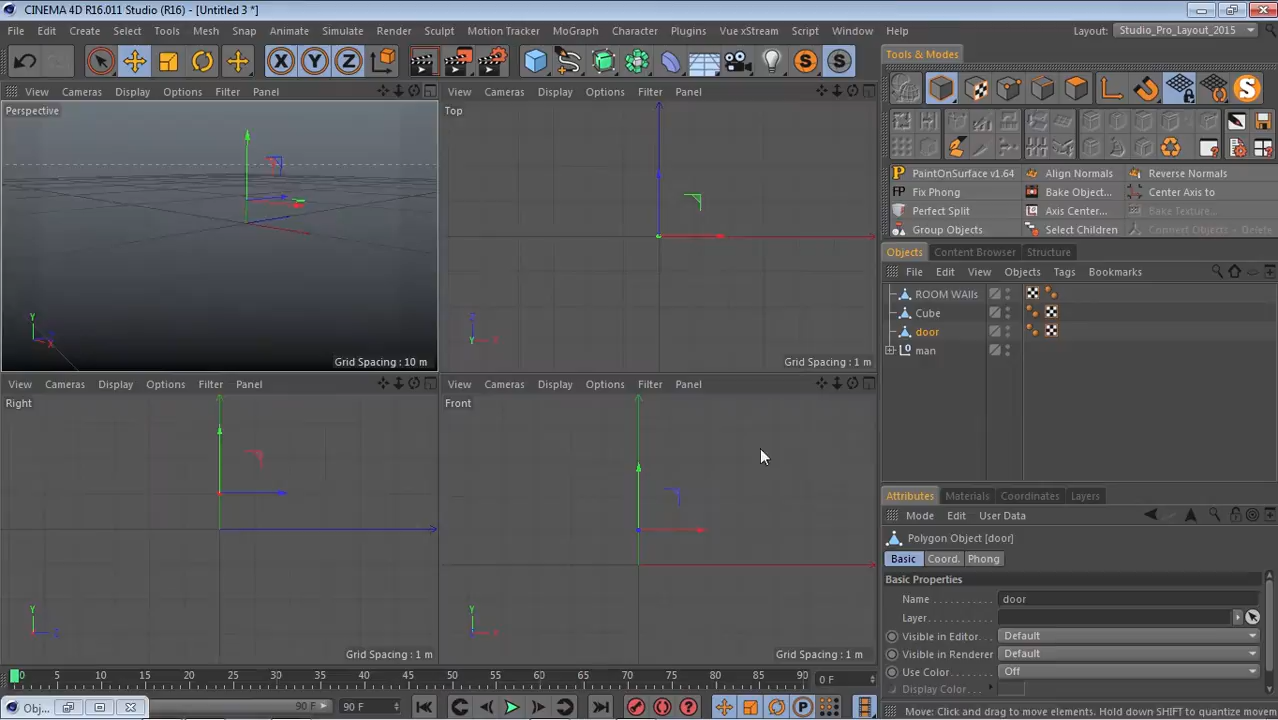 CINEMA 4D R16.011 Studio (R16) - [Untitled 3 *]
File Edit Create Select Tools Mesh Snap Animate Simulate Render Sculpt Motion Tracker MoGraph Character Plugins Vue xStream Script Window Layout: Studio_Pro_Layout_2015
Tools & Modes
View Cameras Display Options Filter Panel
View Cameras Display Options Filter Panel
Perspective
Top
PaintOnSurface v1.64 Align Normals Reverse Normals
Fix Phong Bake Object... Center Axis to
Perfect Split Axis Center... Bake Texture...
Group Objects Select Children Connect Objects + Delete
Objects Content Browser Structure
File Edit View Objects Tags Bookmarks
ROOM WAlls
Cube
door
man
Grid Spacing : 10 m
Grid Spacing : 1 m
View Cameras Display Options Filter Panel
View Cameras Display Options Filter Panel
Right
Front
Attributes Materials Coordinates Layers
Mode Edit User Data
Polygon Object [door]
Basic Coord. Phong
Basic Properties
Name door
Layer
Visible in Editor Default
Visible in Renderer Default
Use Color Off
Display Color
Grid Spacing : 1 m
Grid Spacing : 1 m
0 5 10 15 20 25 30 35 40 45 50 55 60 65 70 75 80 85 90 0 F
Obj... 90 F 90 F
Move: Click and drag to move elements. Hold down SHIFT to quantize movem